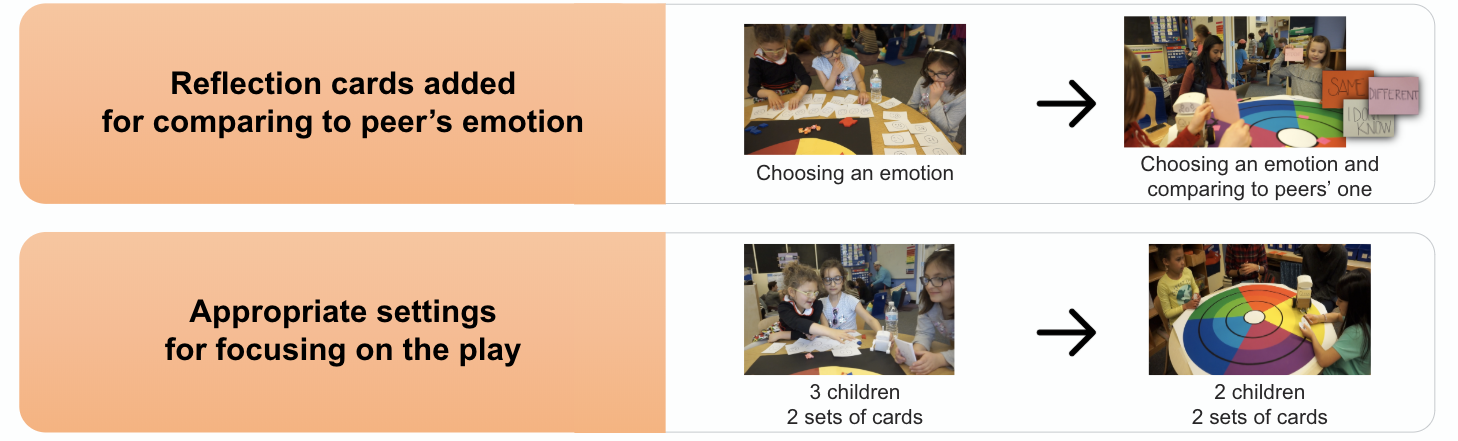 Reflection cards added
for comparing to peer's emotion
Choosing an emotion
SAME
DIFFERENT
I DON'T
KNOW
Choosing an emotion and
comparing to peers' one
Appropriate settings
for focusing on the play
3 children
2 sets of cards
2 children
2 sets of cards